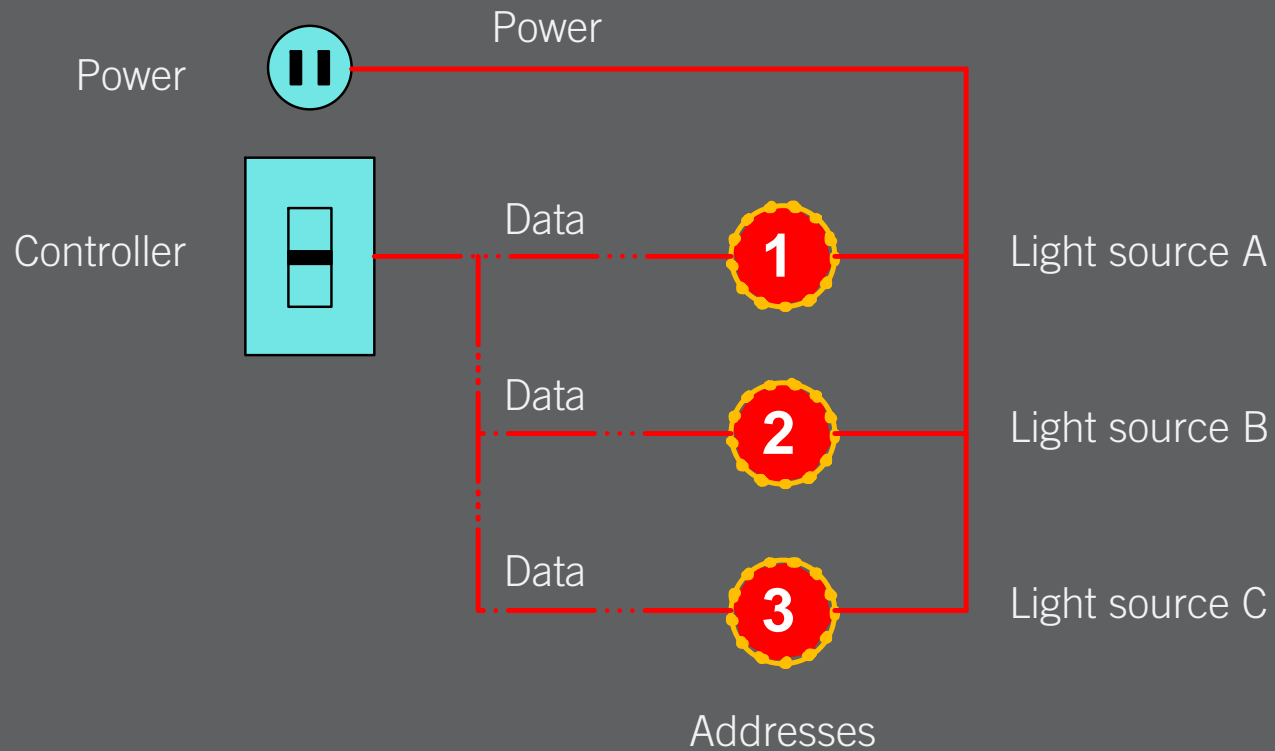 Power
Power
Controller
Data
1
Light source A
Data
2
Light source B
Data
3
Light source C
Addresses